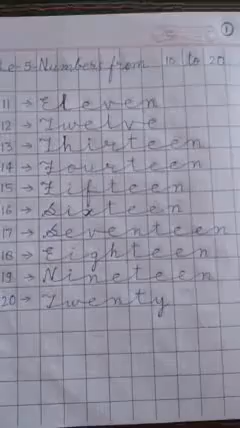 1
e-5 Numbers from 10 to 20
11 → Eleven
12 → Twelve
13 → Thirteen
14 → Fourteen
15 → Fifteen
16 → Sixteen
17 → Seventeen
18 → Eighteen
19 → Nineteen
20 → Twenty